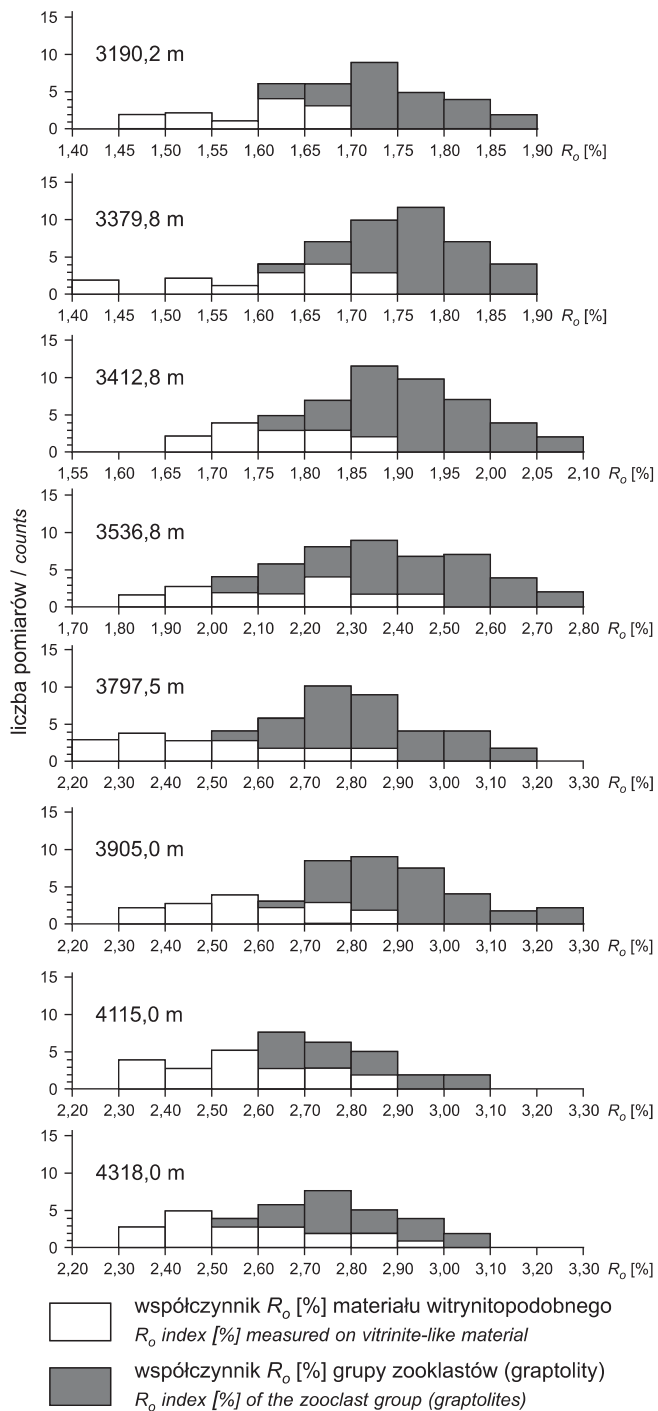 liczba pomiarów / counts
15
10
5
0
3190,2 m
1,40 1,45 1,50 1,55 1,60 1,65 1,70 1,75 1,80 1,85 1,90 Ro [%]
15
10
5
0
3379,8 m
1,40 1,45 1,50 1,55 1,60 1,65 1,70 1,75 1,80 1,85 1,90 Ro [%]
15
10
5
0
3412,8 m
1,55 1,60 1,65 1,70 1,75 1,80 1,85 1,90 1,95 2,00 2,05 2,10 Ro [%]
15
10
5
0
3536,8 m
1,70 1,80 1,90 2,00 2,10 2,20 2,30 2,40 2,50 2,60 2,70 2,80 Ro [%]
15
10
5
0
3797,5 m
2,20 2,30 2,40 2,50 2,60 2,70 2,80 2,90 3,00 3,10 3,20 3,30 Ro [%]
15
10
5
0
3905,0 m
2,20 2,30 2,40 2,50 2,60 2,70 2,80 2,90 3,00 3,10 3,20 3,30 Ro [%]
15
10
5
0
4115,0 m
2,20 2,30 2,40 2,50 2,60 2,70 2,80 2,90 3,00 3,10 3,20 3,30 Ro [%]
15
10
5
0
4318,0 m
2,20 2,30 2,40 2,50 2,60 2,70 2,80 2,90 3,00 3,10 3,20 3,30 Ro [%]
współczynnik Ro [%] materiału witrynitopodobnego
Ro index [%] measured on vitrinite-like material
współczynnik Ro [%] grupy zooklastów (graptolity)
Ro index [%] of the zooclast group (graptolites)